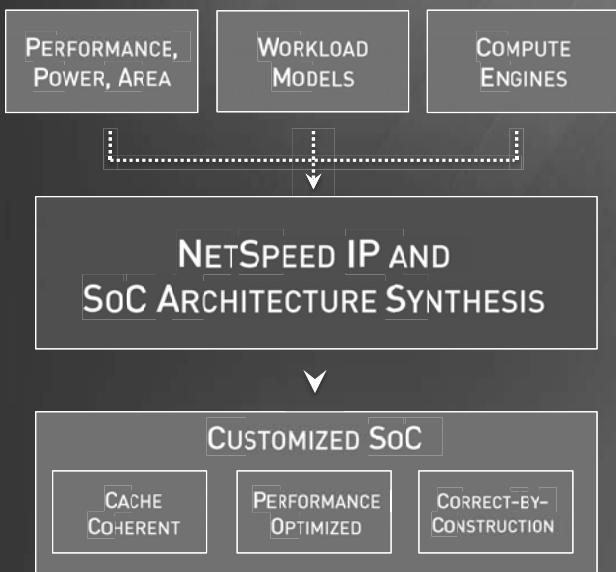 PERFORMANCE,
POWER, AREA
WORKLOAD
MODELS
COMPUTE
ENGINES
NETSPEED IP AND
SOC ARCHITECTURE SYNTHESIS
CUSTOMIZED SOC
CACHE
COHERENT
PERFORMANCE
OPTIMIZED
CORRECT-BY-
CONSTRUCTION